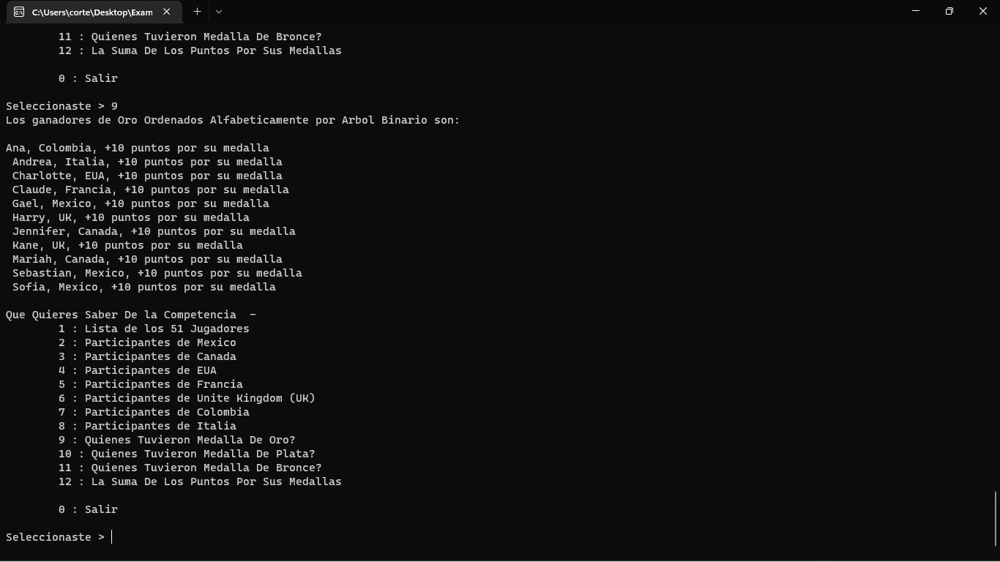 C:\Users\corte\Desktop\Exam
11 : Quienes Tuvieron Medalla De Bronce?
12 : La Suma De Los Puntos Por Sus Medallas
0 : Salir
Seleccionaste > 9
Los ganadores de Oro Ordenados Alfabeticamente por Arbol Binario son:
Ana, Colombia, +10 puntos por su medalla
Andrea, Italia, +10 puntos por su medalla
Charlotte, EUA, +10 puntos por su medalla
Claude, Francia, +10 puntos por su medalla
Gael, Mexico, +10 puntos por su medalla
Harry, UK, +10 puntos por su medalla
Jennifer, Canada, +10 puntos por su medalla
Kane, UK, +10 puntos por su medalla
Mariah, Canada, +10 puntos por su medalla
Sebastian, Mexico, +10 puntos por su medalla
Sofia, Mexico, +10 puntos por su medalla
Que Quieres Saber De la Competencia  -
1 : Lista de los 51 Jugadores
2 : Participantes de Mexico
3 : Participantes de Canada
4 : Participantes de EUA
5 : Participantes de Francia
6 : Participantes de Unite Kingdom (UK)
7 : Participantes de Colombia
8 : Participantes de Italia
9 : Quienes Tuvieron Medalla De Oro?
10 : Quienes Tuvieron Medalla De Plata?
11 : Quienes Tuvieron Medalla De Bronce?
12 : La Suma De Los Puntos Por Sus Medallas
0 : Salir
Seleccionaste >